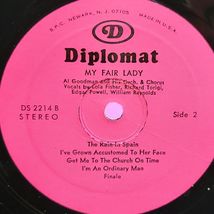 S.P.C. NEWARK, N.J. 07105 MADE IN U.S.A.
D
Diplomat
MY FAIR LADY
Al Goodman and His Orch. & Chorus
Vocals by Lola Fisher, Richard Torigi,
Edgar Powell, William Reynolds
DS 2214 B
STEREO
Side 2
The Rain In Spain
I've Grown Accustomed To Her Face
Get Me To The Church On Time
I'm An Ordinary Man
Finale